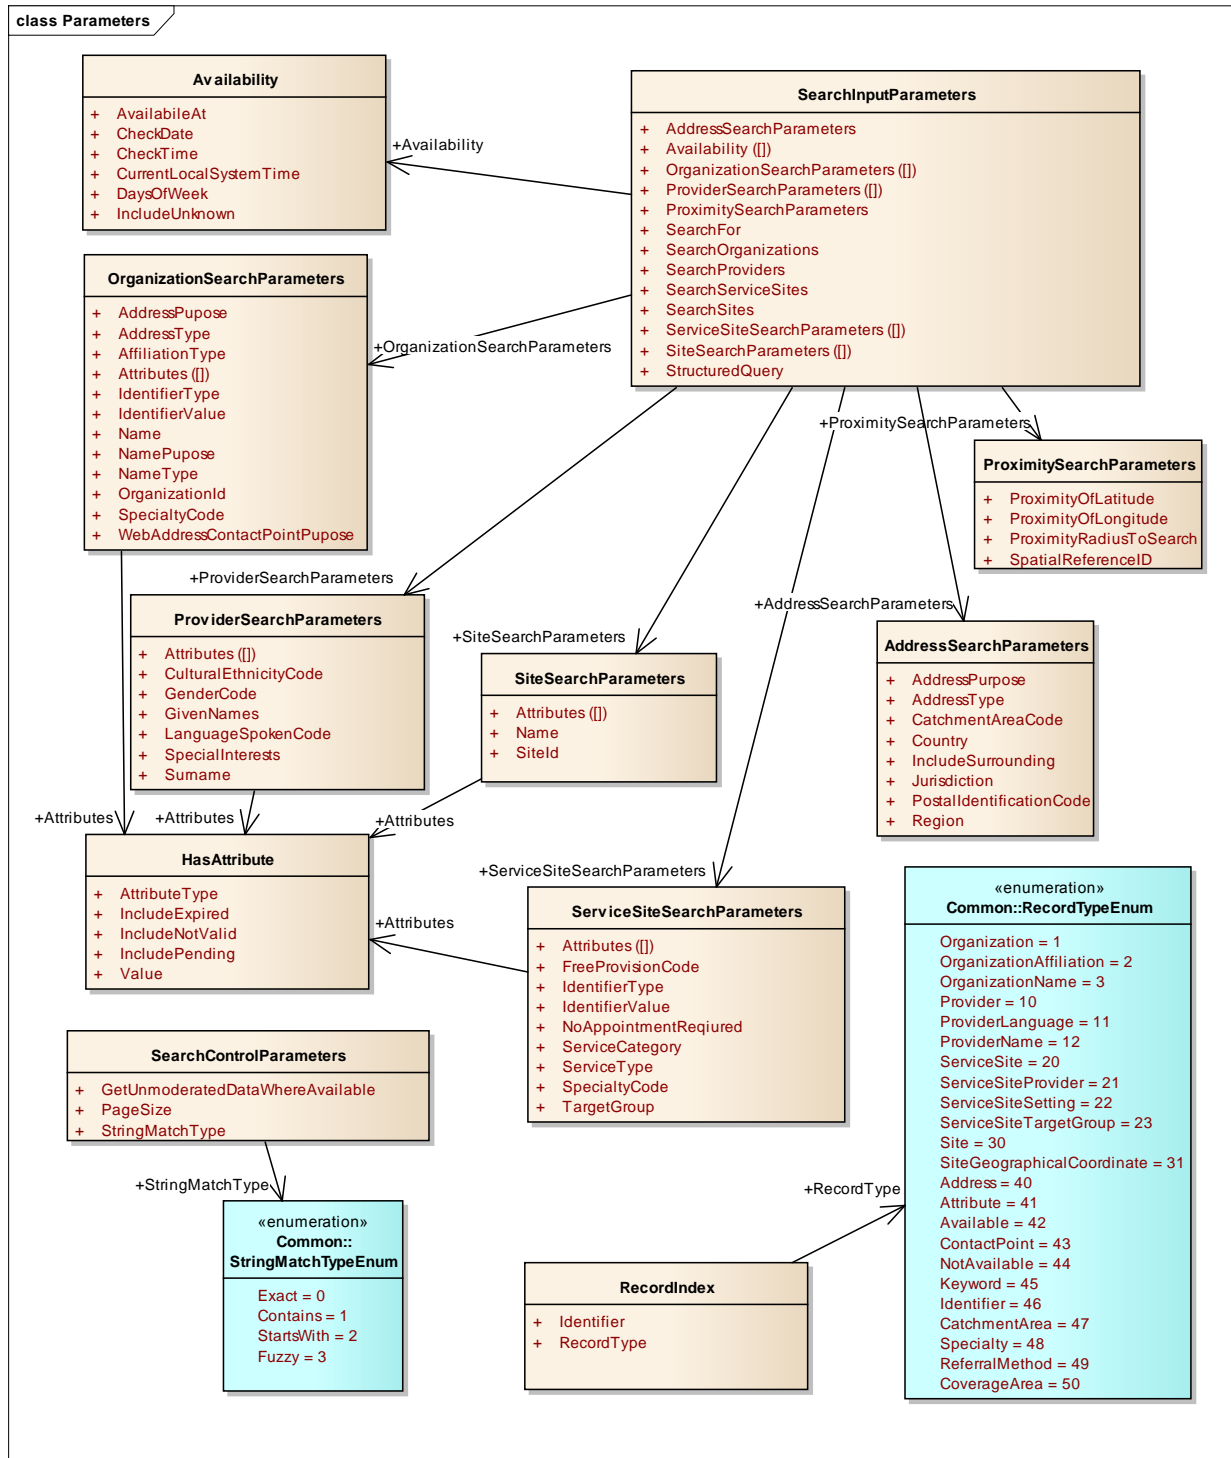 class Parameters
Availability
+ AvailabileAt
+ CheckDate
+ CheckTime
+ CurrentLocalSystemTime
+ DaysOfWeek
+ IncludeUnknown
SearchInputParameters
+ AddressSearchParameters
+ Availability ([])
+ OrganizationSearchParameters ([])
+ ProviderSearchParameters ([])
+ ProximitySearchParameters
+ SearchFor
+ SearchOrganizations
+ SearchProviders
+ SearchServiceSites
+ SearchSites
+ ServiceSiteSearchParameters ([])
+ SiteSearchParameters ([])
+ StructuredQuery
+Availability
OrganizationSearchParameters
+ AddressPupose
+ AddressType
+ AffiliationType
+ Attributes ([])
+ IdentifierType
+ IdentifierValue
+ Name
+ NamePupose
+ NameType
+ OrganizationId
+ SpecialtyCode
+ WebAddressContactPointPupose
+OrganizationSearchParameters
+ProximitySearchParameters
ProximitySearchParameters
+ ProximityOfLatitude
+ ProximityOfLongitude
+ ProximityRadiusToSearch
+ SpatialReferenceID
+ProviderSearchParameters
ProviderSearchParameters
+ Attributes ([])
+ CulturalEthnicityCode
+ GenderCode
+ GivenNames
+ LanguageSpokenCode
+ SpecialInterests
+ Surname
+SiteSearchParameters
SiteSearchParameters
+ Attributes ([])
+ Name
+ SiteId
+AddressSearchParameters
AddressSearchParameters
+ AddressPurpose
+ AddressType
+ CatchmentAreaCode
+ Country
+ IncludeSurrounding
+ Jurisdiction
+ PostalIdentificationCode
+ Region
+Attributes
+Attributes
+Attributes
HasAttribute
+ AttributeType
+ IncludeExpired
+ IncludeNotValid
+ IncludePending
+ Value
+Attributes
+ServiceSiteSearchParameters
ServiceSiteSearchParameters
+ Attributes ([])
+ FreeProvisionCode
+ IdentifierType
+ IdentifierValue
+ NoAppointmentReqiured
+ ServiceCategory
+ ServiceType
+ SpecialtyCode
+ TargetGroup
«enumeration»
Common::RecordTypeEnum
Organization = 1
OrganizationAffiliation = 2
OrganizationName = 3
Provider = 10
ProviderLanguage = 11
ProviderName = 12
ServiceSite = 20
ServiceSiteProvider = 21
ServiceSiteSetting = 22
ServiceSiteTargetGroup = 23
Site = 30
SiteGeographicalCoordinate = 31
Address = 40
Attribute = 41
Available = 42
ContactPoint = 43
NotAvailable = 44
Keyword = 45
Identifier = 46
CatchmentArea = 47
Specialty = 48
ReferralMethod = 49
CoverageArea = 50
SearchControlParameters
+ GetUnmoderatedDataWhereAvailable
+ PageSize
+ StringMatchType
+StringMatchType
«enumeration»
Common::
StringMatchTypeEnum
Exact = 0
Contains = 1
StartsWith = 2
Fuzzy = 3
+RecordType
RecordIndex
+ Identifier
+ RecordType